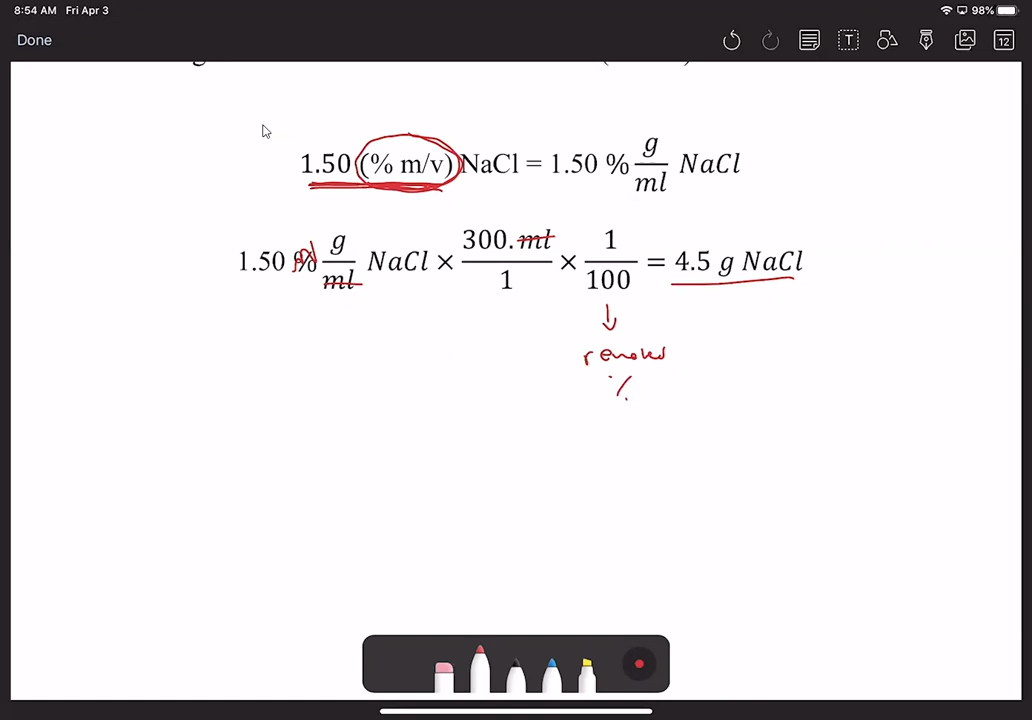 8:54 AM Fri Apr 3
98%
Done
T
12
1.50 (% m/v) NaCl = 1.50 % g/ml NaCl
1.50 % g/ml NaCl × 300. ml/1 × 1/100 = 4.5 g NaCl
%